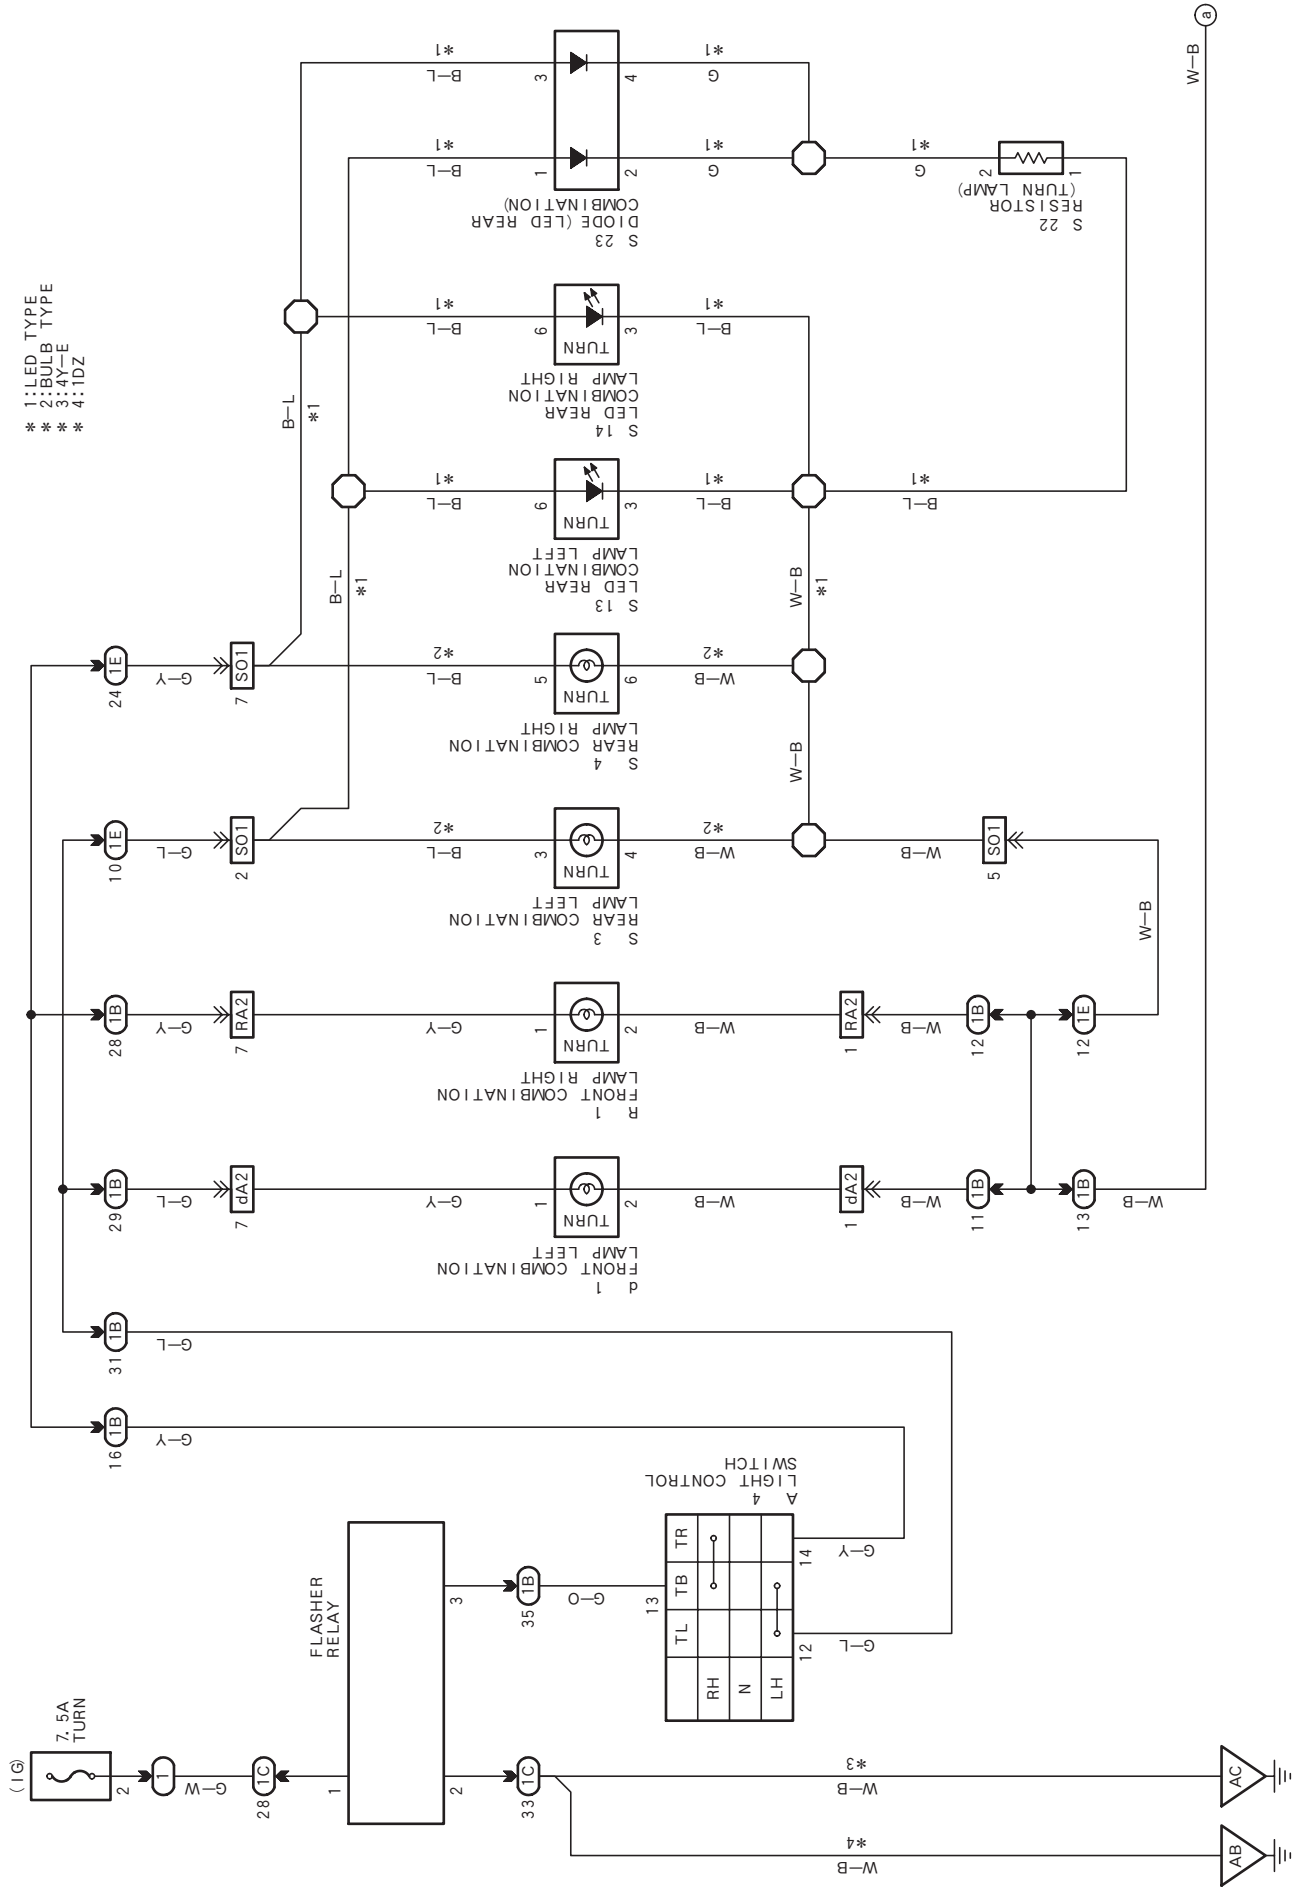 * 1:LED TYPE
* 2:BULB TYPE
* 3:4Y-E
* 4:1DZ
(IG)
7.5A
TURN
2
1
G-W
28
1C
1
FLASHER
RELAY
2
3
33
1C
W-B
*3
W-B
*4
AC
AB
35
1B
G-O
13
TL
TB
TR
RH
N
LH
12
14
G-L
G-Y
A 4
LIGHT CONTROL
SWITCH
16
1B
G-Y
31
1B
G-L
29
1B
G-L
7
dA2
G-Y
1
TURN
2
d 1
FRONT COMBINATION
LAMP LEFT
W-B
1
dA2
W-B
11
1B
13
1B
W-B
28
1B
G-Y
7
RA2
G-Y
1
TURN
2
R 1
FRONT COMBINATION
LAMP RIGHT
W-B
1
RA2
W-B
12
1B
12
1E
W-B
10
1E
G-L
2
SO1
B-L
*2
3
TURN
4
S 3
REAR COMBINATION
LAMP LEFT
W-B
*2
W-B
5
SO1
24
1E
G-Y
7
SO1
B-L
*2
5
TURN
6
S 4
REAR COMBINATION
LAMP RIGHT
W-B
*2
W-B
B-L
*1
B-L
*1
6
TURN
3
S 13
LED REAR
COMBINATION
LAMP LEFT
B-L
*1
W-B
*1
B-L
*1
B-L
*1
B-L
*1
6
TURN
3
S 14
LED REAR
COMBINATION
LAMP RIGHT
B-L
*1
B-L
*1
1
2
G
*1
B-L
*1
3
4
G
*1
S 23
DIODE(LED REAR
COMBINATION)
G
*1
2
1
S 22
RESISTOR
(TURN LAMP)
W-B
a